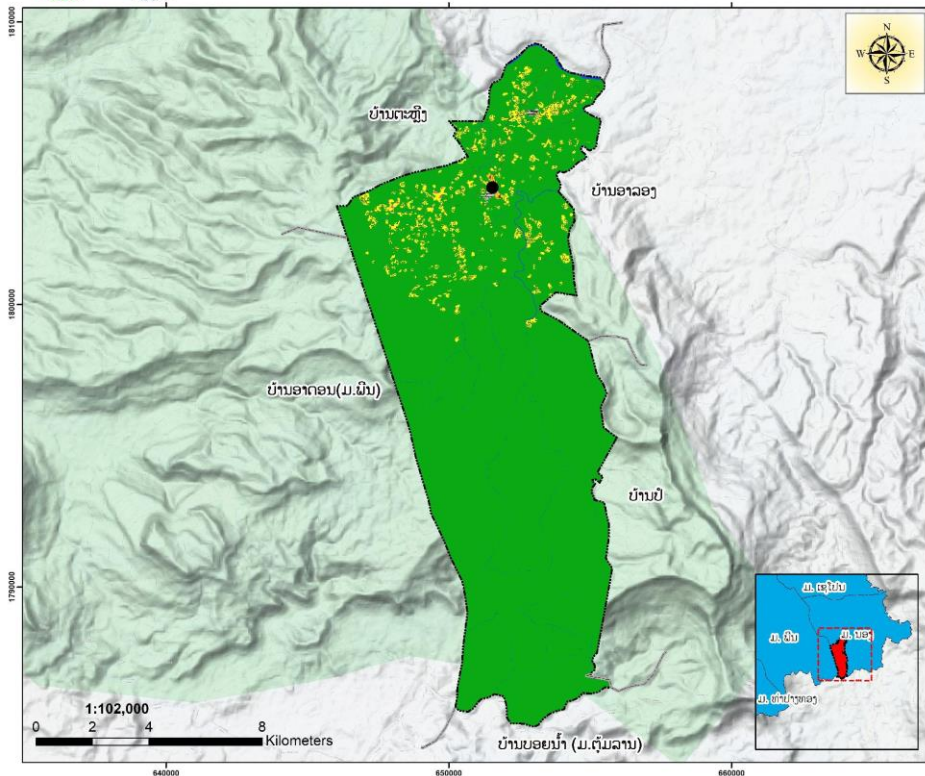 1810000
N
W E
S
ບ້ານຕະຫຼີງ
ບ້ານອາລອງ
1800000
ບ້ານອາດອນ(ມ.ພີນ)
ບ້ານປໍ
1790000
ມ. ເຊໂປນ
ມ. ພີນ
ມ. ນອງ
ມ. ທ່າປາງທອງ
1:102,000
0 2 4 8
Kilometers
ບ້ານບອຍນ້ຳ (ມ.ຕຸ້ມລານ)
640000 650000 660000